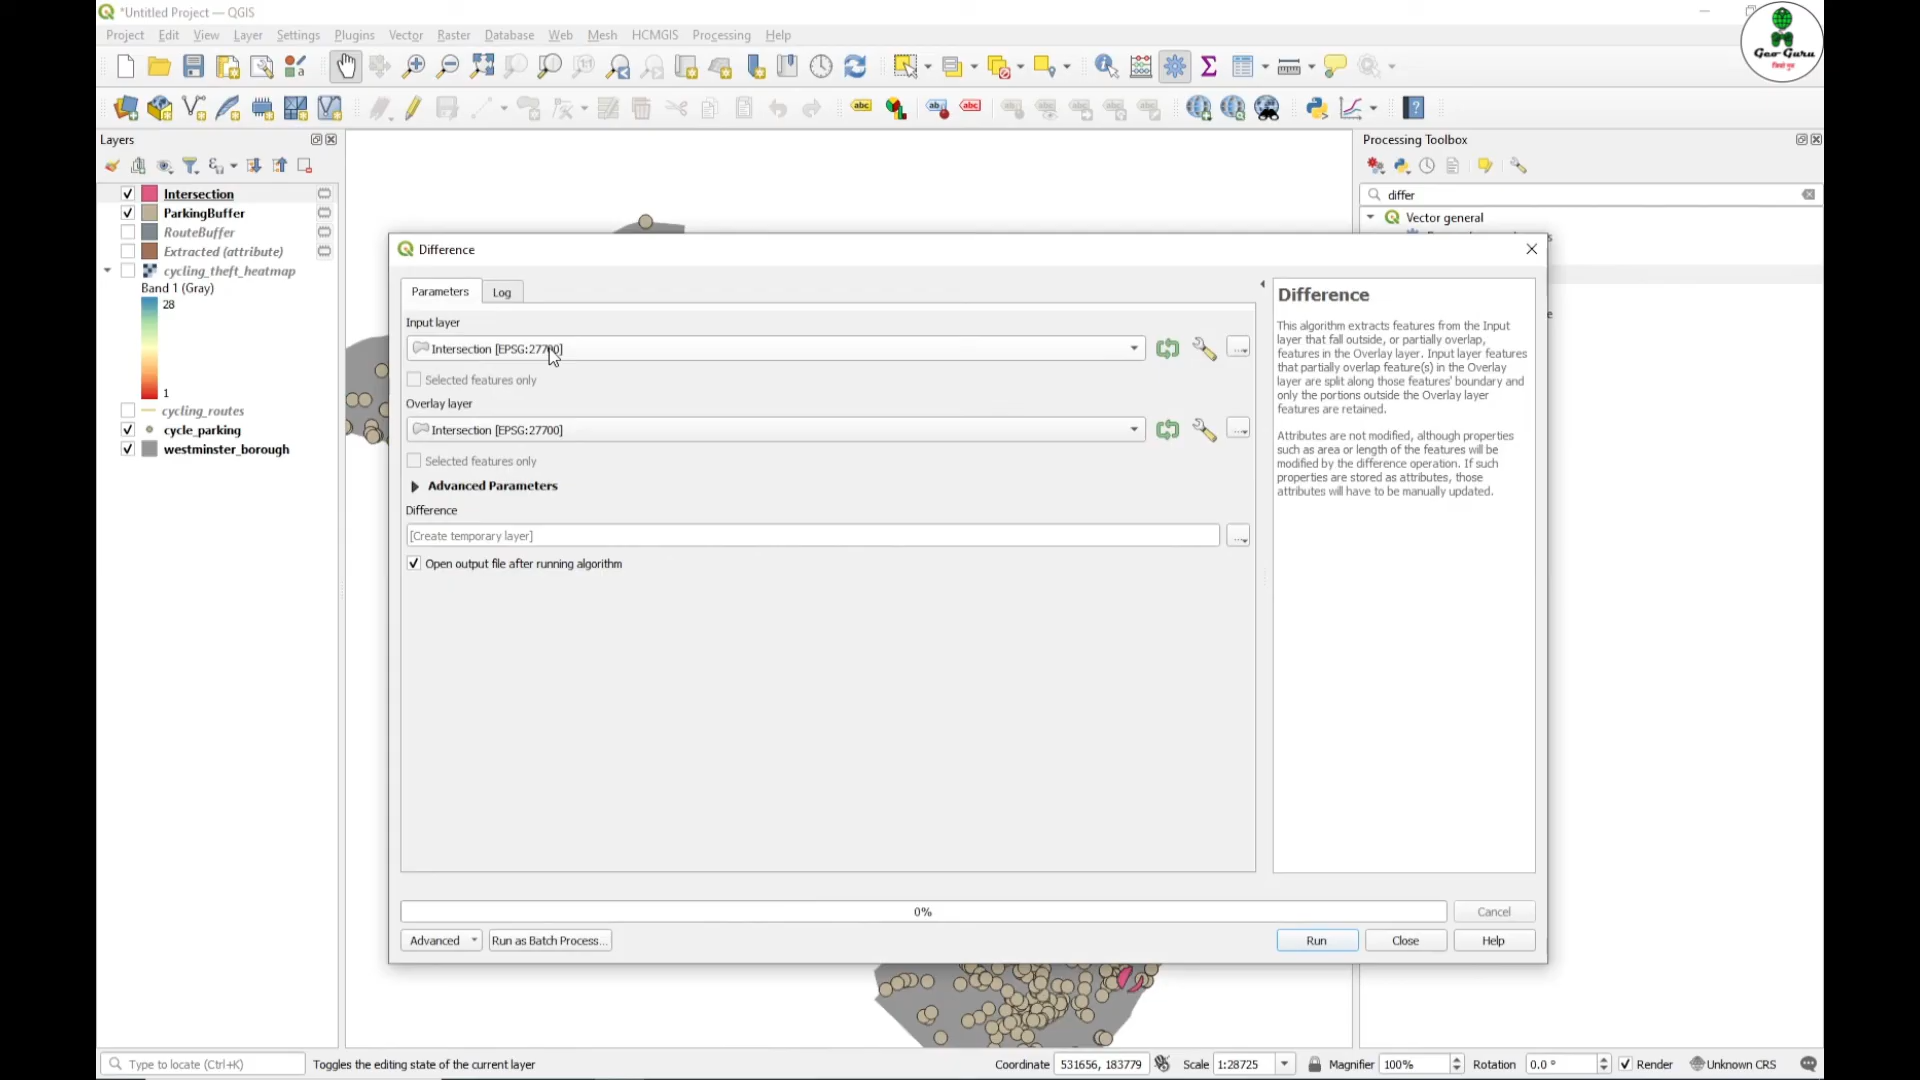 *Untitled Project — QGIS
Project Edit View Layer Settings Plugins Vector Raster Database Web Mesh HCMGIS Processing Help
Geo Guru
Layers
Intersection
ParkingBuffer
RouteBuffer
Extracted (attribute)
cycling_theft_heatmap
Band 1 (Gray)
28
1
cycling_routes
cycle_parking
westminster_borough
Processing Toolbox
differ
Vector general
Difference
Parameters Log
Input layer
Intersection [EPSG:27700]
Selected features only
Overlay layer
Intersection [EPSG:27700]
Selected features only
Advanced Parameters
Difference
[Create temporary layer]
Open output file after running algorithm
Difference
This algorithm extracts features from the Input
layer that fall outside, or partially overlap,
features in the Overlay layer. Input layer features
that partially overlap feature(s) in the Overlay
layer are split along those features' boundary and
only the portions outside the Overlay layer
features are retained.
Attributes are not modified, although properties
such as area or length of the features will be
modified by the difference operation. If such
properties are stored as attributes, those
attributes will have to be manually updated.
0%
Cancel
Advanced Run as Batch Process... Run Close Help
Type to locate (Ctrl+K) Toggles the editing state of the current layer Coordinate 531656, 183779 Scale 1:28725 Magnifier 100% Rotation 0.0 ° Render Unknown CRS